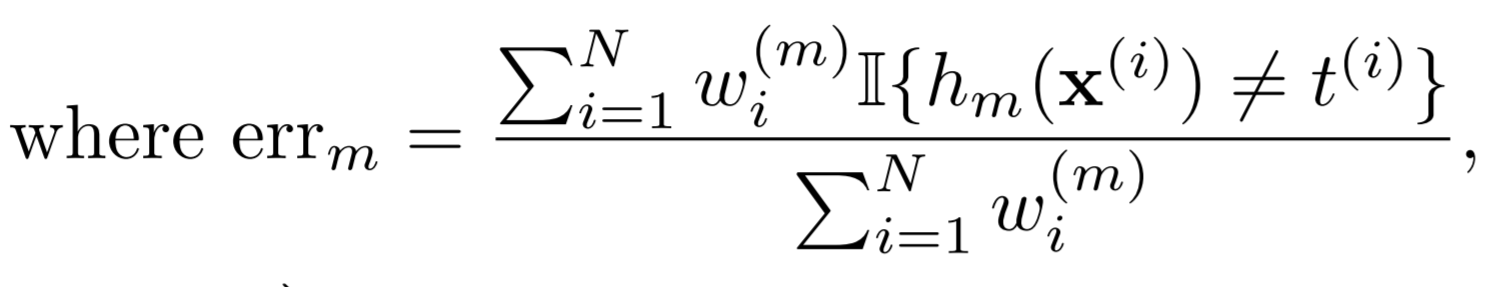 where err_m = \frac{\sum_{i=1}^{N} w_i^{(m)} \mathbb{I}\{h_m(\mathbf{x}^{(i)}) \neq t^{(i)}\}}{\sum_{i=1}^{N} w_i^{(m)}},